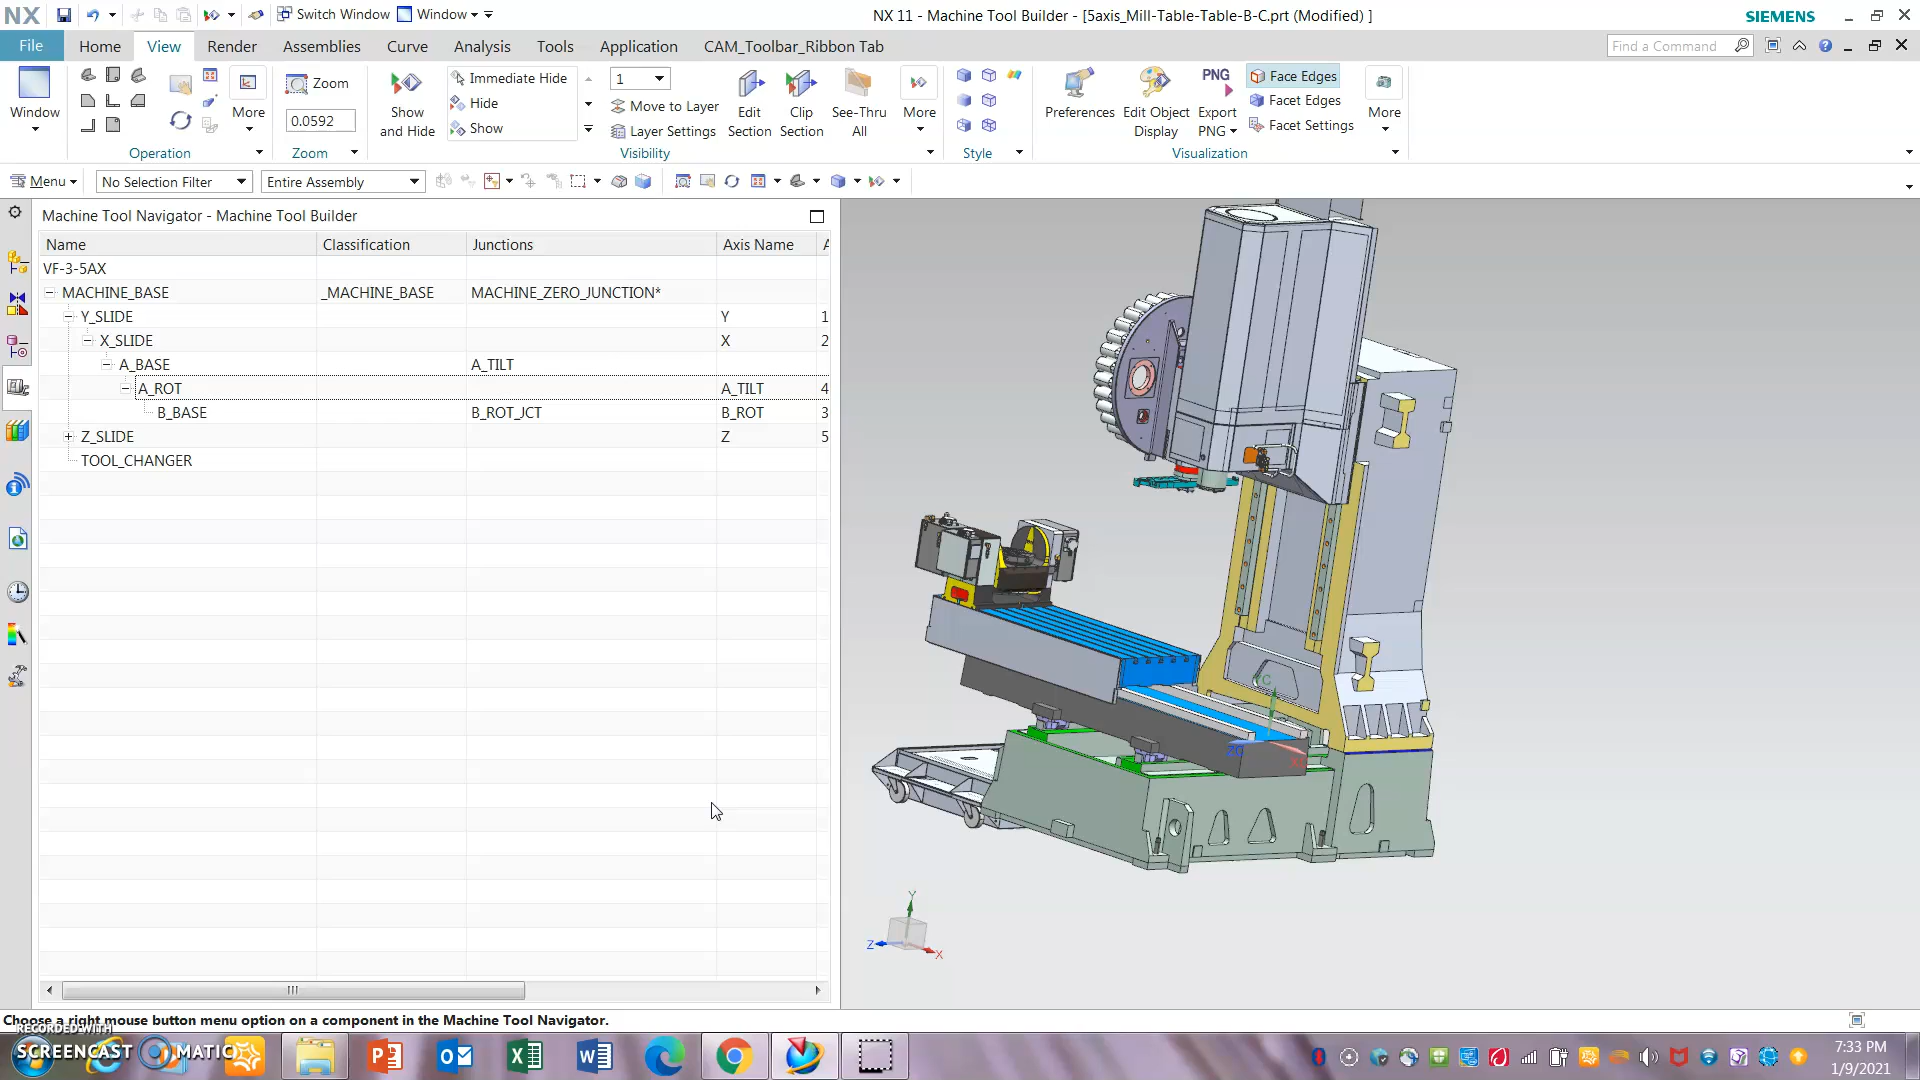 NX
Switch Window
Window
NX 11 - Machine Tool Builder - [5axis_Mill-Table-Table-B-C.prt (Modified) ]
SIEMENS
File
Home
View
Render
Assemblies
Curve
Analysis
Tools
Application
CAM_Toolbar_Ribbon Tab
Find a Command
Window
More
Operation
Zoom
0.0592
Zoom
Show
and Hide
Immediate Hide
Hide
Show
1
Move to Layer
Layer Settings
Visibility
Edit
Section
Clip
Section
See-Thru
All
More
Style
Preferences
Edit Object
Display
PNG
Export
PNG
Face Edges
Facet Edges
Facet Settings
More
Visualization
Menu
No Selection Filter
Entire Assembly
Machine Tool Navigator - Machine Tool Builder
Name Classification Junctions Axis Name A
VF-3-5AX
MACHINE_BASE _MACHINE_BASE MACHINE_ZERO_JUNCTION*
Y_SLIDE Y 1
X_SLIDE X 2
A_BASE A_TILT
A_ROT A_TILT 4
B_BASE B_ROT_JCT B_ROT 3
Z_SLIDE Z 5
TOOL_CHANGER
Y
Z
X
Choose a right mouse button menu option on a component in the Machine Tool Navigator.
RECORDED WITH
SCREENCAST
MATIC
7:33 PM
1/9/2021